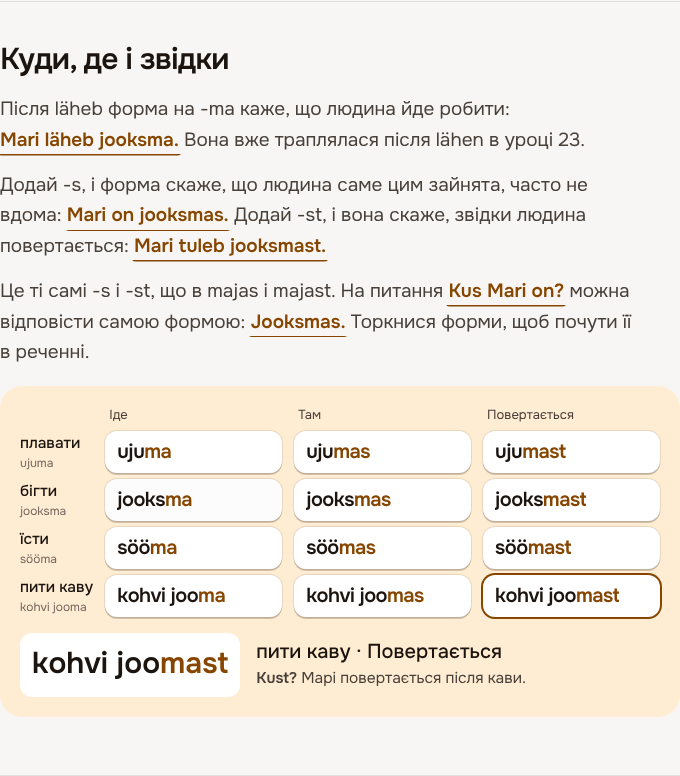 Куди, де і звідки
Після läheb форма на -ma каже, що людина йде робити:
Mari läheb jooksma. Вона вже траплялася після lähen в уроці 23.
Додай -s, і форма скаже, що людина саме цим зайнята, часто не
вдома: Mari on jooksmas. Додай -st, і вона скаже, звідки людина
повертається: Mari tuleb jooksmast.
Це ті самі -s і -st, що в majas і majast. На питання Kus Mari on? можна
відповісти самою формою: Jooksmas. Торкнися форми, щоб почути її
в реченні.
Іде Там Повертається
плавати
ujuma
ujuma ujumas ujumast
бігти
jooksma
jooksma jooksmas jooksmast
їсти
sööma
sööma söömas söömast
пити каву
kohvi jooma
kohvi jooma kohvi joomas kohvi joomast
kohvi joomast
пити каву · Повертається
Kust? Марі повертається після кави.